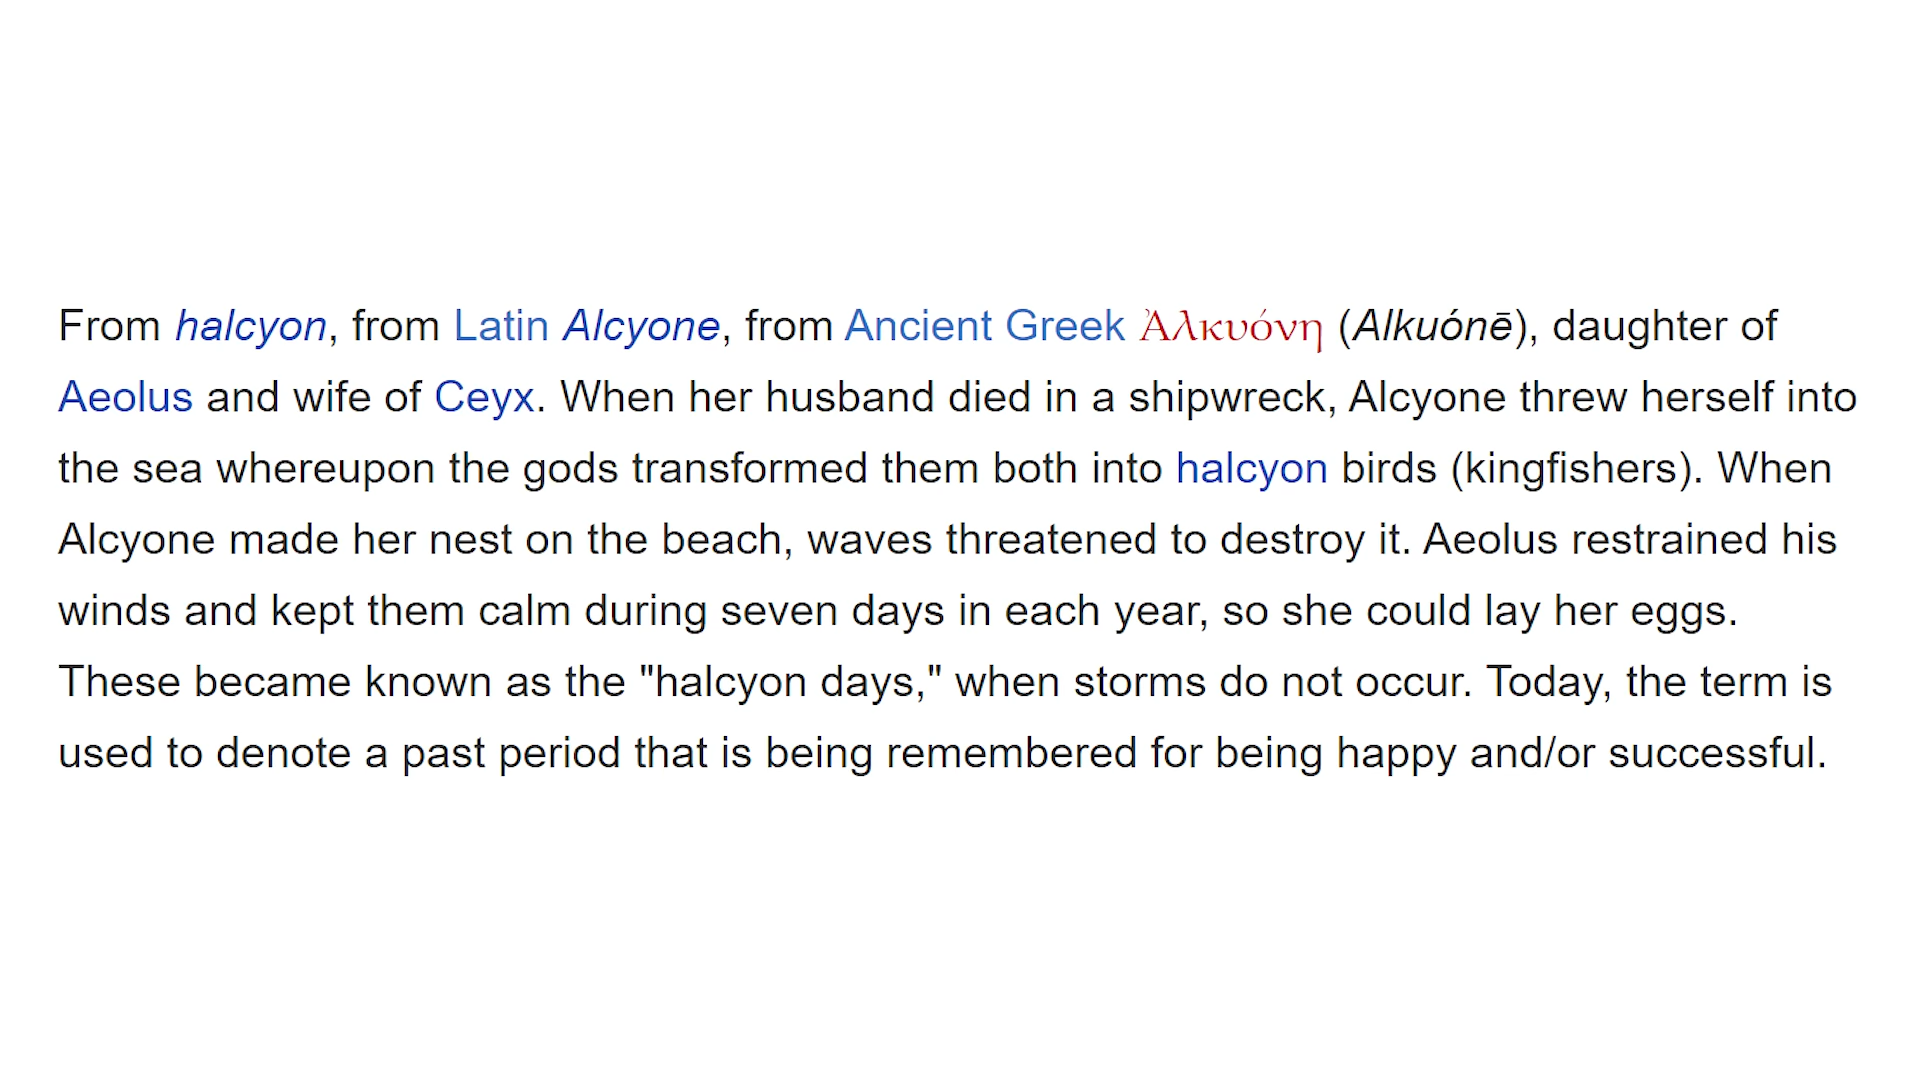 From halcyon, from Latin Alcyone, from Ancient Greek Ἀλκυόνη (Alkuónē), daughter of
Aeolus and wife of Ceyx. When her husband died in a shipwreck, Alcyone threw herself into
the sea whereupon the gods transformed them both into halcyon birds (kingfishers). When
Alcyone made her nest on the beach, waves threatened to destroy it. Aeolus restrained his
winds and kept them calm during seven days in each year, so she could lay her eggs.
These became known as the "halcyon days," when storms do not occur. Today, the term is
used to denote a past period that is being remembered for being happy and/or successful.